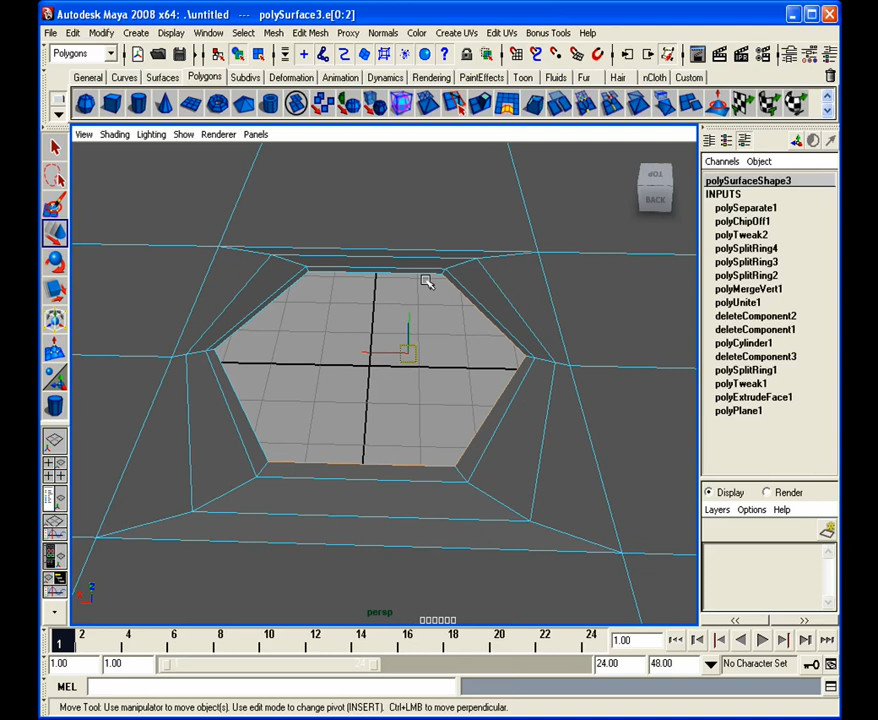 Autodesk Maya 2008 x64: .\untitled --- polySurface3.e[0:2]
File Edit Modify Create Display Window Select Mesh Edit Mesh Proxy Normals Color Create UVs Edit UVs Bonus Tools Help
Polygons
General Curves Surfaces Polygons Subdivs Deformation Animation Dynamics Rendering PaintEffects Toon Fluids Fur Hair nCloth Custom
View Shading Lighting Show Renderer Panels
Channels Object
polySurfaceShape3
INPUTS
polySeparate1
polyChipOff1
polyTweak2
polySplitRing4
polySplitRing3
polySplitRing2
polyMergeVert1
polyUnite1
deleteComponent2
deleteComponent1
polyCylinder1
deleteComponent3
polySplitRing1
polyTweak1
polyExtrudeFace1
polyPlane1
TOP
BACK
Display Render
Layers Options Help
persp
<< >>
1 2 4 6 8 10 12 14 16 18 20 22 24 1.00
1.00 1.00 1 24 24.00 48.00 No Character Set
MEL
Move Tool: Use manipulator to move object(s). Use edit mode to change pivot (INSERT). Ctrl+LMB to move perpendicular.